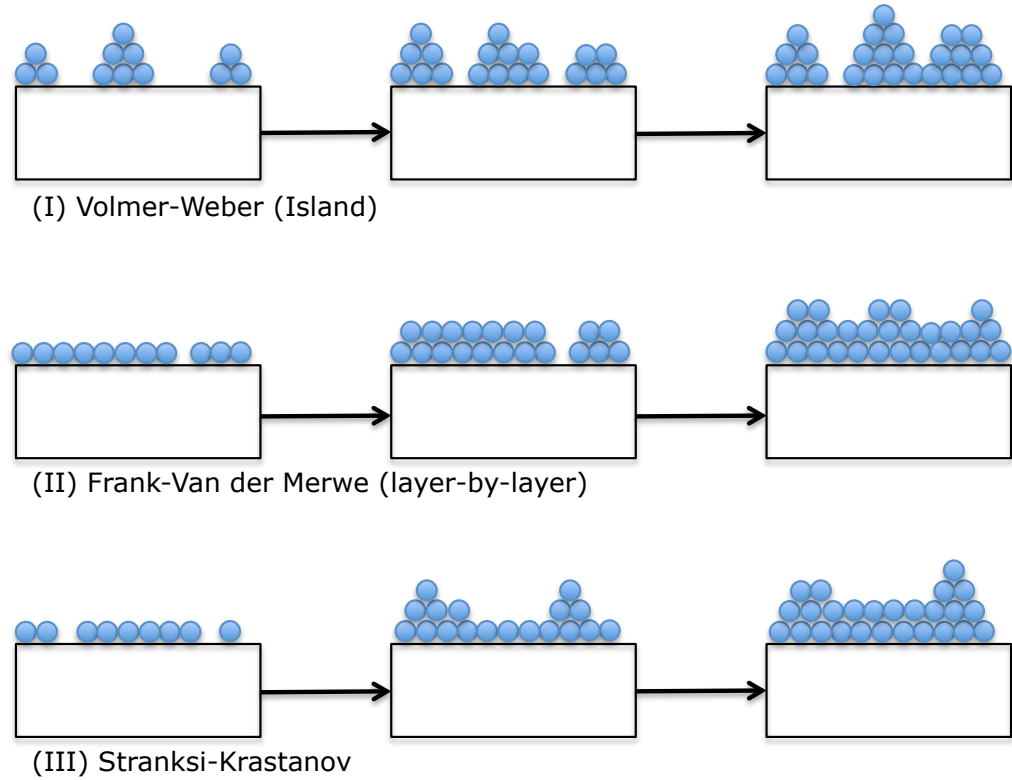 (I) Volmer-Weber (Island)
(II) Frank-Van der Merwe (layer-by-layer)
(III) Stranksi-Krastanov